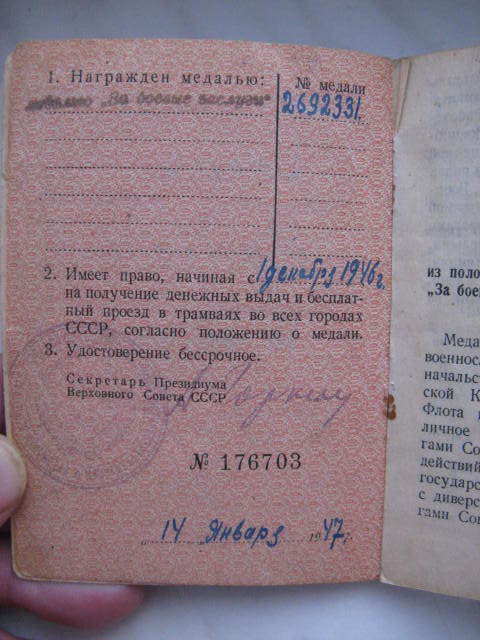 1. Награжден медалью: № медали
медалью „За боевые заслуги“ 2692331
2. Имеет право, начиная с 1 декабря 1946 г.
на получение денежных выдач и бесплат-
ный проезд в трамваях во всех городах
СССР, согласно положению о медали.
3. Удостоверение бессрочное.
Секретарь Президиума
Верховного Совета СССР
№ 176703
„14 Января 1947 г.
из поло
„За бое
Меда
военносл
начальст
ской К
Флота и
личное
гами Со
действий
государс
с диверс
гами Сов